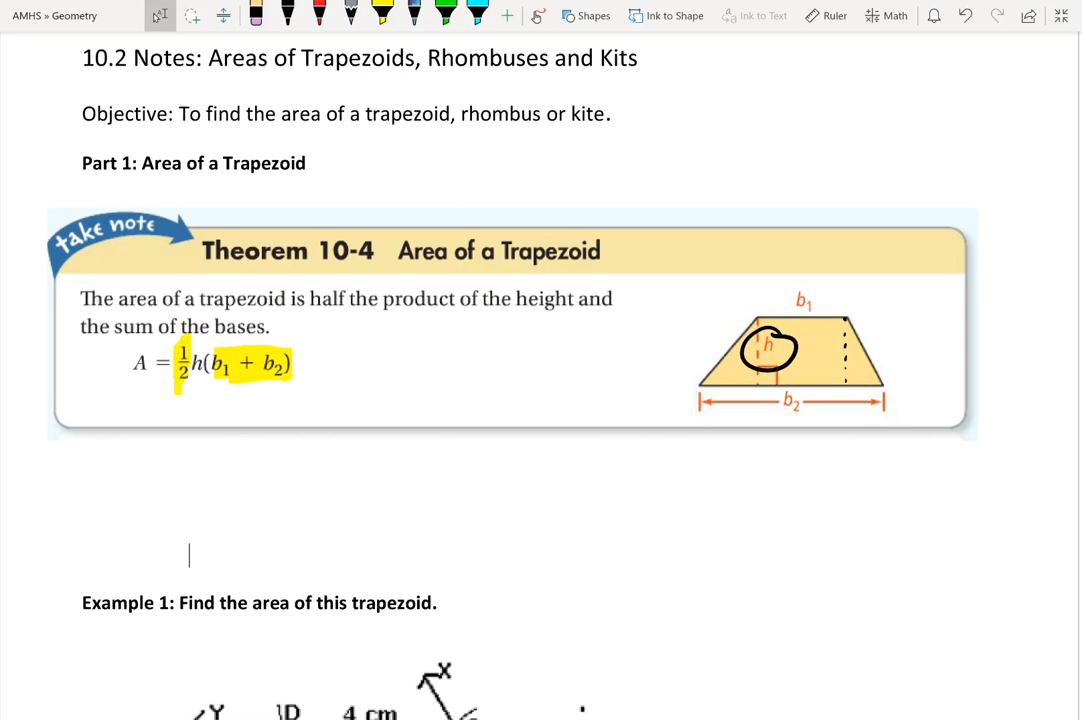 AMHS » Geometry
Shapes
Ink to Shape
Ink to Text
Ruler
Math
10.2 Notes: Areas of Trapezoids, Rhombuses and Kits
Objective: To find the area of a trapezoid, rhombus or kite.
Part 1: Area of a Trapezoid
take note
Theorem 10-4 Area of a Trapezoid
The area of a trapezoid is half the product of the height and
the sum of the bases.
A = ½h(b₁ + b₂)
b₁
h
b₂
Example 1: Find the area of this trapezoid.
X
Y
D
4 cm